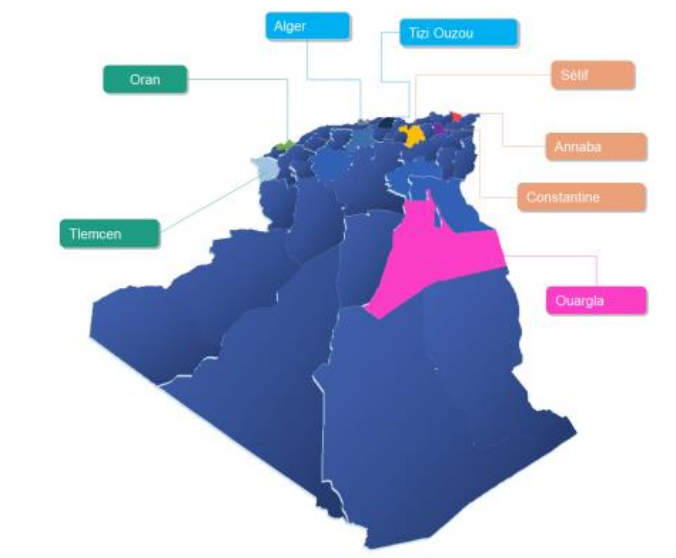 Alger
Tizi Ouzou
Oran
Sétif
Annaba
Constantine
Tlemcen
Ouargla